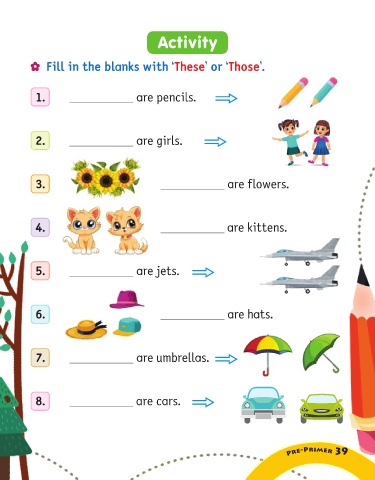 Activity
Fill in the blanks with 'These' or 'Those'.
1. __________ are pencils.
2. __________ are girls.
3. __________ are flowers.
4. __________ are kittens.
5. __________ are jets.
6. __________ are hats.
7. __________ are umbrellas.
8. __________ are cars.
Pre-Primer 39